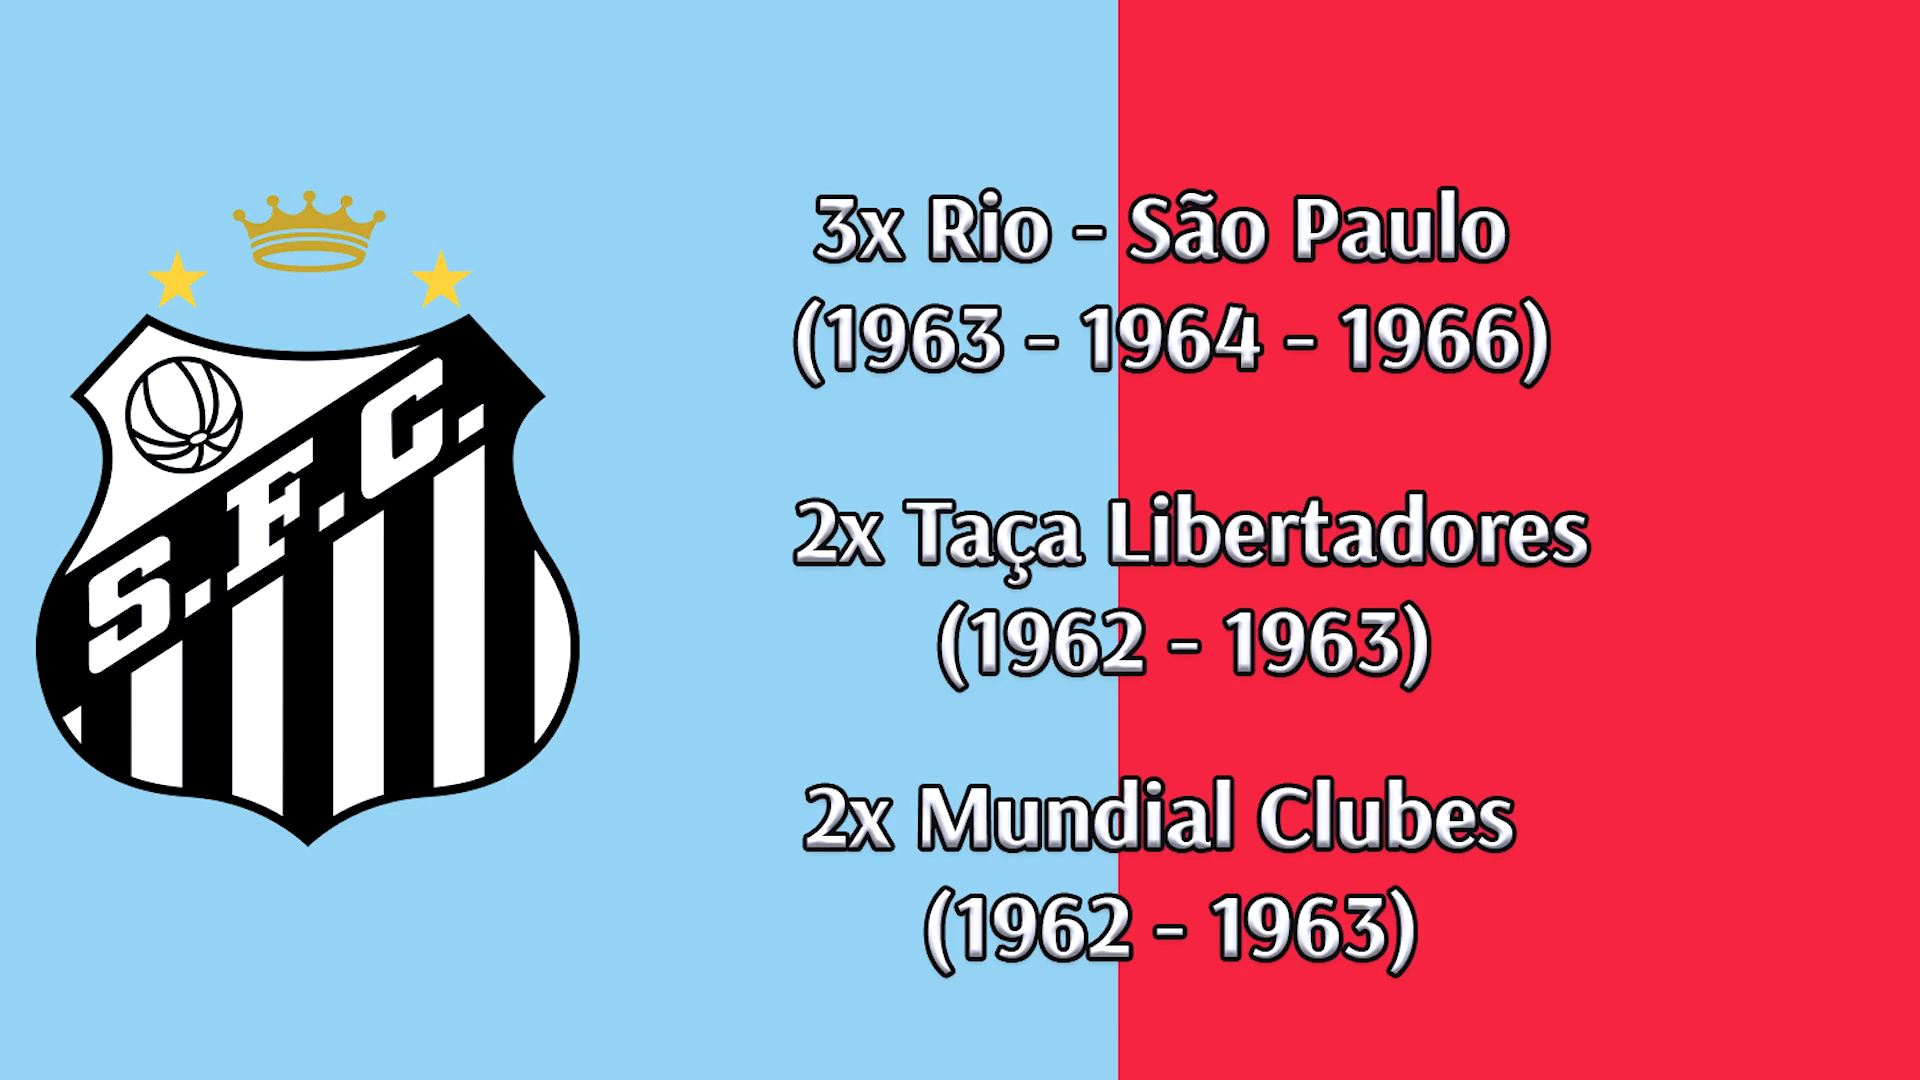 S.F.C.
3x Rio - São Paulo
(1963 - 1964 - 1966)
2x Taça Libertadores
(1962 - 1963)
2x Mundial Clubes
(1962 - 1963)